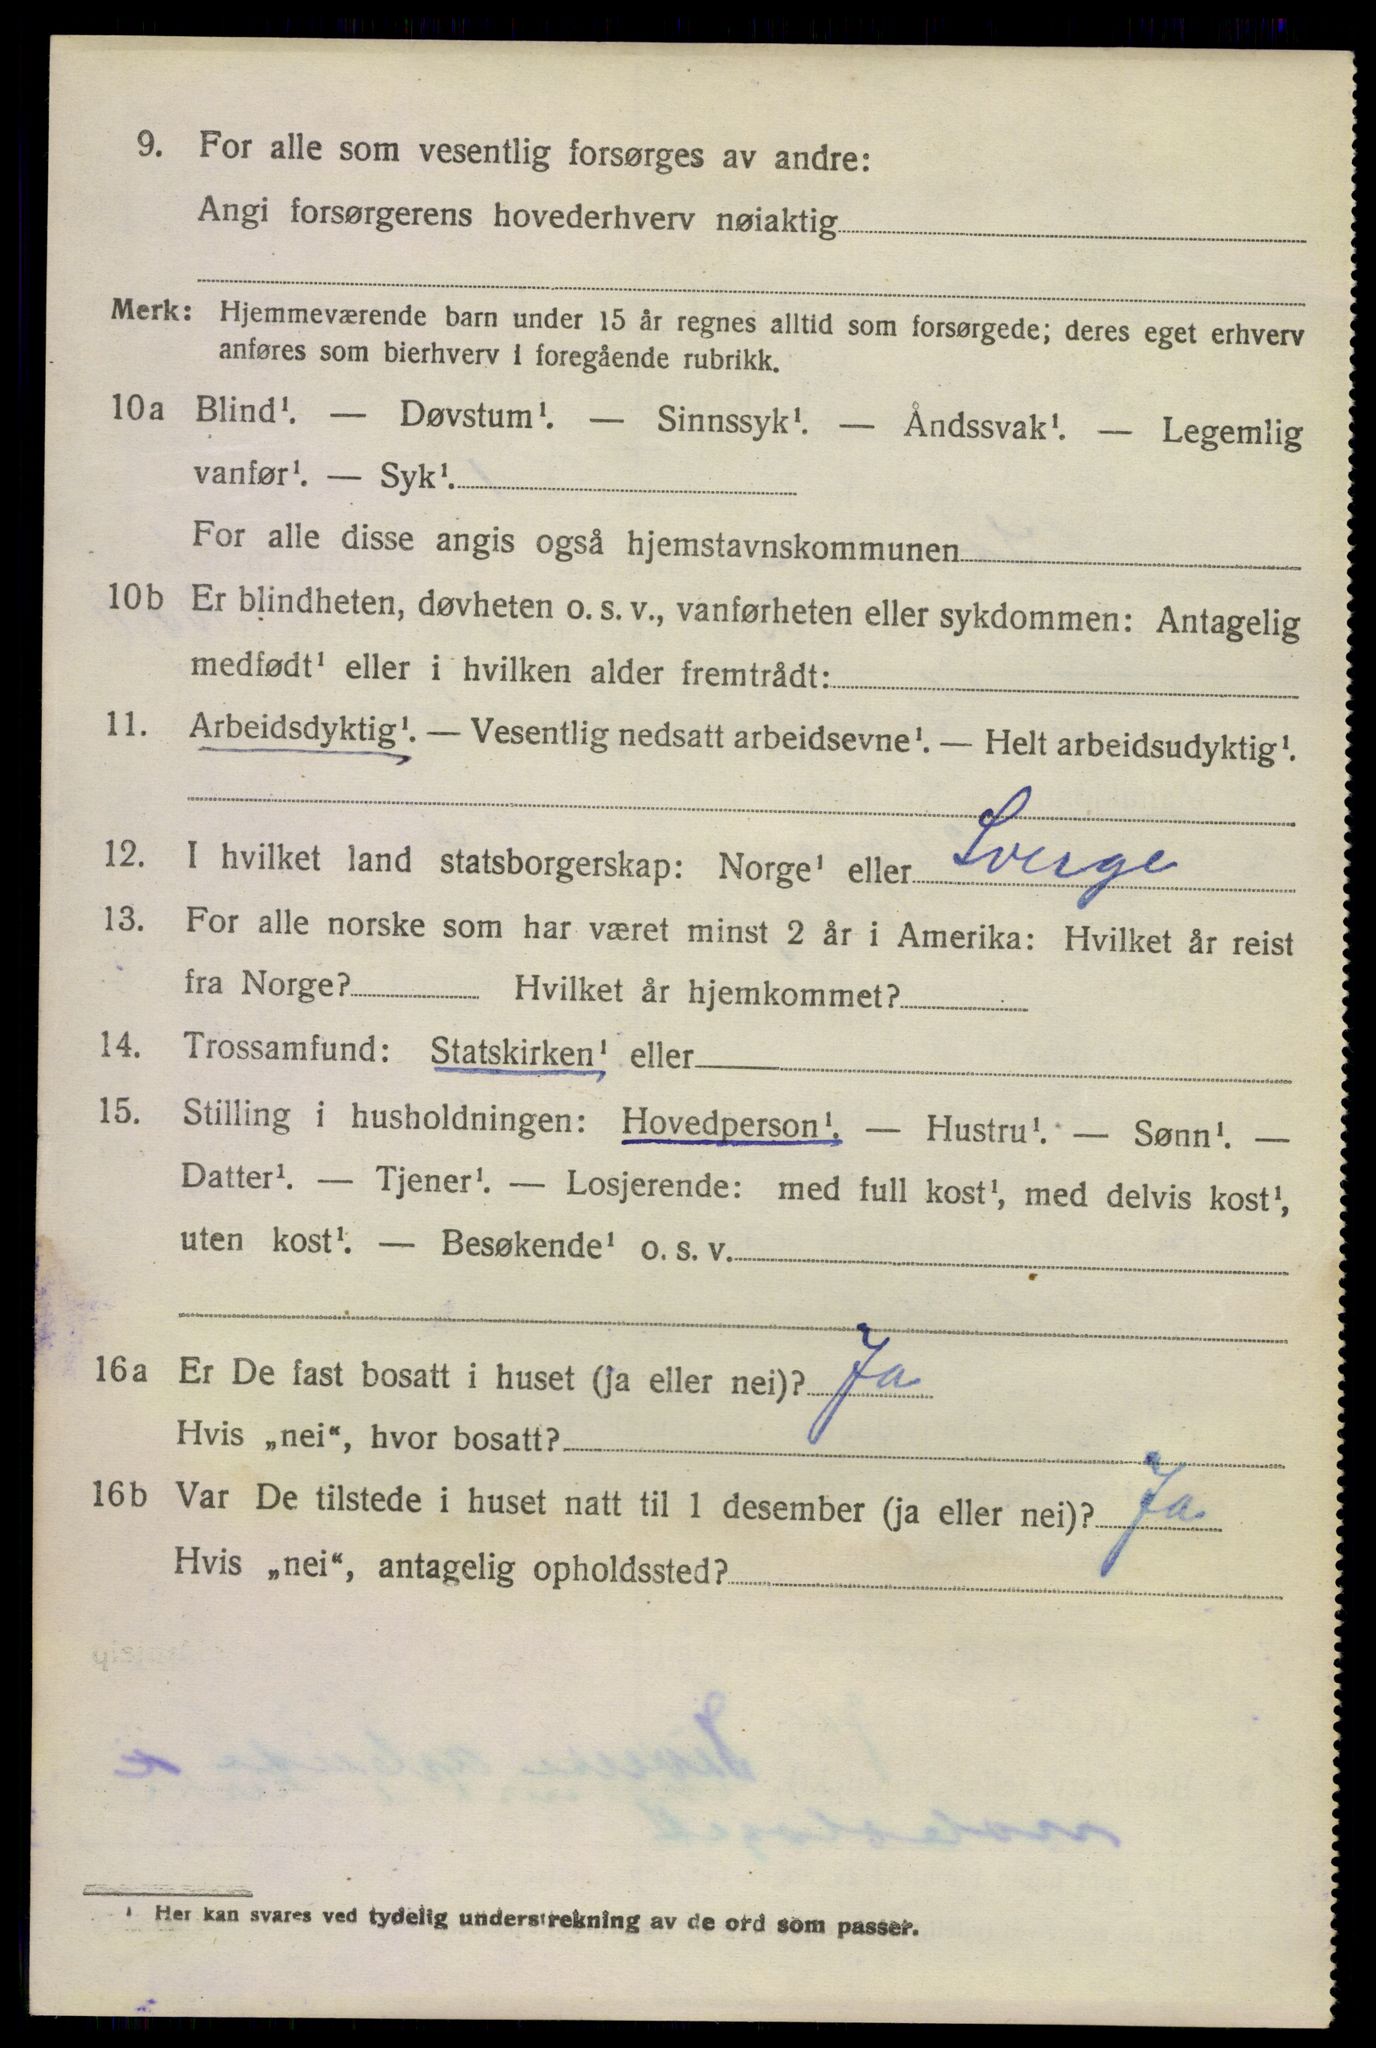 9. For alle som vesentlig forsørges av andre:
Angi forsørgerens hovederhverv nøiaktig
Merk: Hjemmeværende barn under 15 år regnes alltid som forsørgede; deres eget erhverv
anføres som bierhverv i foregående rubrikk.
10a Blind¹. — Døvstum¹. — Sinnssyk¹. — Åndssvak¹. — Legemlig
vanfør¹. — Syk¹.
For alle disse angis også hjemstavnskommunen
10b Er blindheten, døvheten o. s. v., vanførheten eller sykdommen: Antagelig
medfødt¹ eller i hvilken alder fremtrådt:
11. Arbeidsdyktig¹. — Vesentlig nedsatt arbeidsevne¹. — Helt arbeidsudyktig¹.
12. I hvilket land statsborgerskap: Norge¹ eller Sverge
13. For alle norske som har været minst 2 år i Amerika: Hvilket år reist
fra Norge? Hvilket år hjemkommet?
14. Trossamfund: Statskirken¹ eller
15. Stilling i husholdningen: Hovedperson¹. — Hustru¹. — Sønn¹. —
Datter¹. — Tjener¹. — Losjerende: med full kost¹, med delvis kost¹,
uten kost¹. — Besøkende¹ o. s. v.
16a Er De fast bosatt i huset (ja eller nei)? Ja
Hvis „nei“, hvor bosatt?
16b Var De tilstede i huset natt til 1 desember (ja eller nei)? Ja
Hvis „nei“, antagelig opholdssted?
¹ Her kan svares ved tydelig understrekning av de ord som passer.